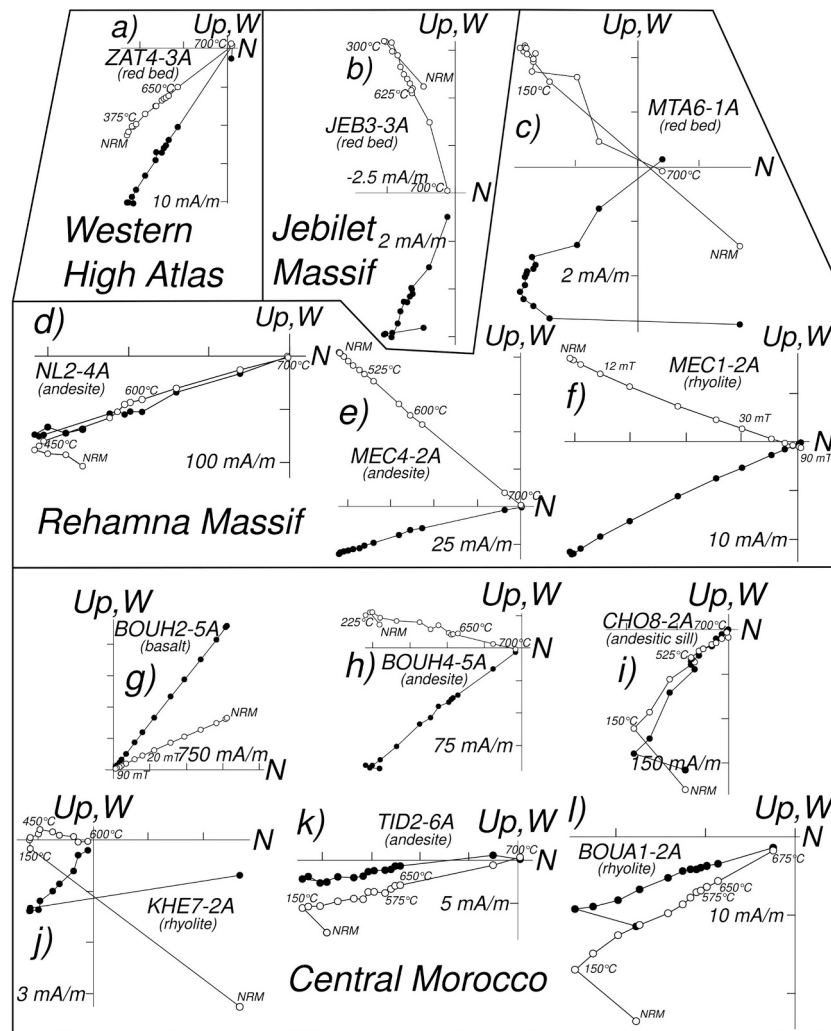 a)
Up,W
700°C
N
ZAT4-3A
(red bed)
650°C
375°C
NRM
10 mA/m
Western
High Atlas
Up,W
300°C
NRM
b)
625°C
JEB3-3A
(red bed)
-2.5 mA/m
700°C
N
Jebilet
Massif
2 mA/m
Up,W
150°C
MTA6-1A
(red bed)
c)
700°C
N
NRM
2 mA/m
d)
Up,W
700°C
N
NL2-4A
(andesite)
600°C
450°C
NRM
100 mA/m
Up,W
NRM
525°C
e)
600°C
MEC4-2A
(andesite)
700°C
N
25 mA/m
Up,W
NRM
12 mT
MEC1-2A
(rhyolite)
f)
30 mT
N
90 mT
10 mA/m
Rehamna Massif
Up,W
BOUH2-5A
(basalt)
g)
NRM
20 mT
750 mA/m
90 mT
N
Up,W
225°C
NRM
650°C
700°C
N
h)
BOUH4-5A
(andesite)
75 mA/m
Up,W
CHO8-2A
700°C
N
(andesitic sill)
525°C
i)
150°C
150 mA/m
NRM
Up,W
450°C
600°C
N
150°C
KHE7-2A
(rhyolite)
j)
3 mA/m
NRM
k)
Up,W
TID2-6A
(andesite)
700°C
N
650°C
150°C
575°C
5 mA/m
NRM
l)
Up,W
N
BOUA1-2A
(rhyolite)
675°C
650°C
575°C
10 mA/m
150°C
NRM
Central Morocco